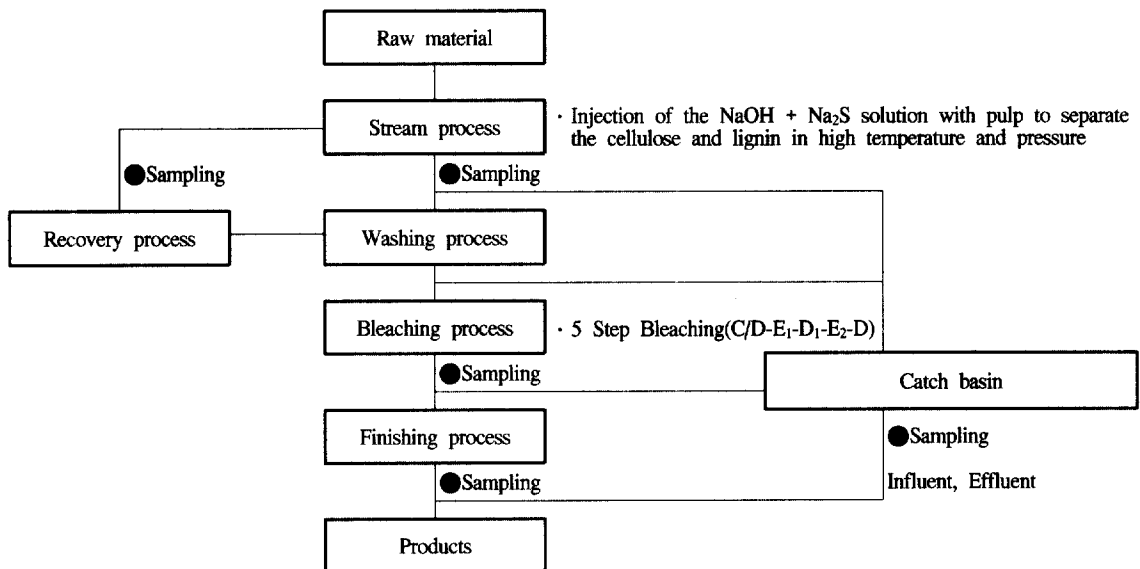 Raw material
Stream process
· Injection of the NaOH + Na₂S solution with pulp to separate
the cellulose and lignin in high temperature and pressure
●Sampling
●Sampling
Recovery process
Washing process
Bleaching process
· 5 Step Bleaching(C/D-E₁-D₁-E₂-D)
●Sampling
Catch basin
Finishing process
●Sampling
●Sampling
Influent, Effluent
Products